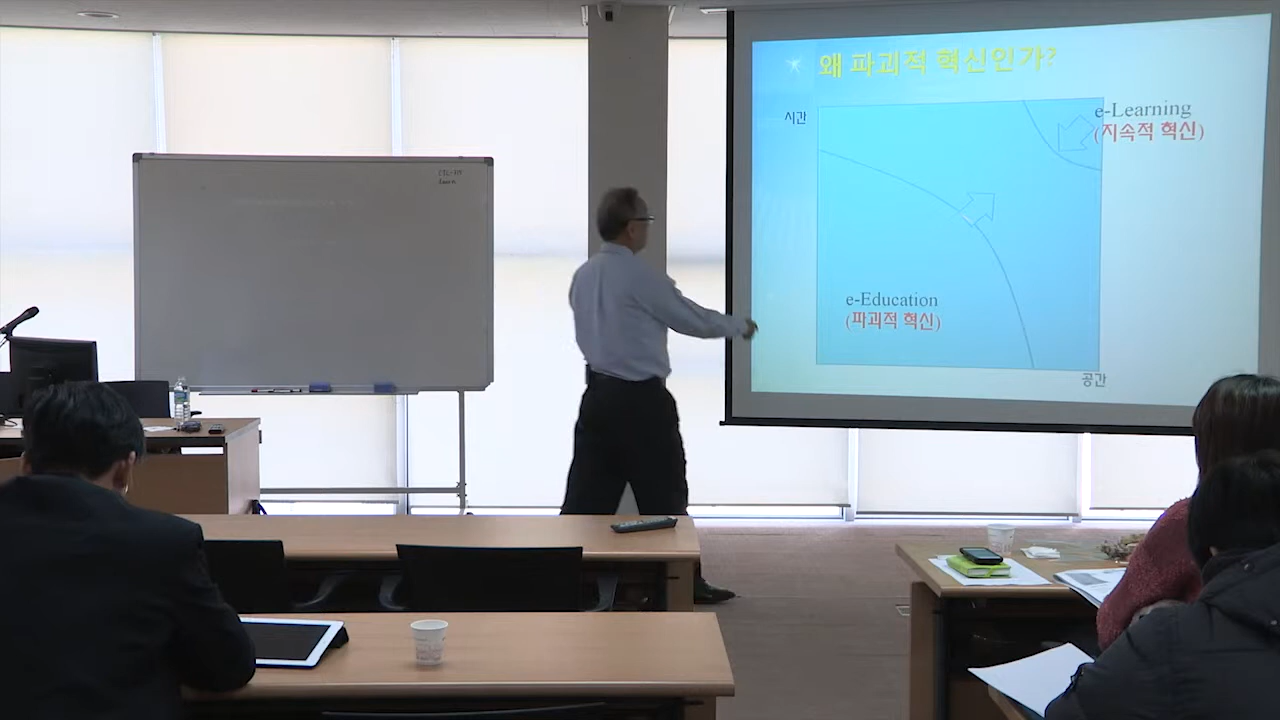 왜 파괴적 혁신인가?
시간
e-Learning
(지속적 혁신)
e-Education
(파괴적 혁신)
공간